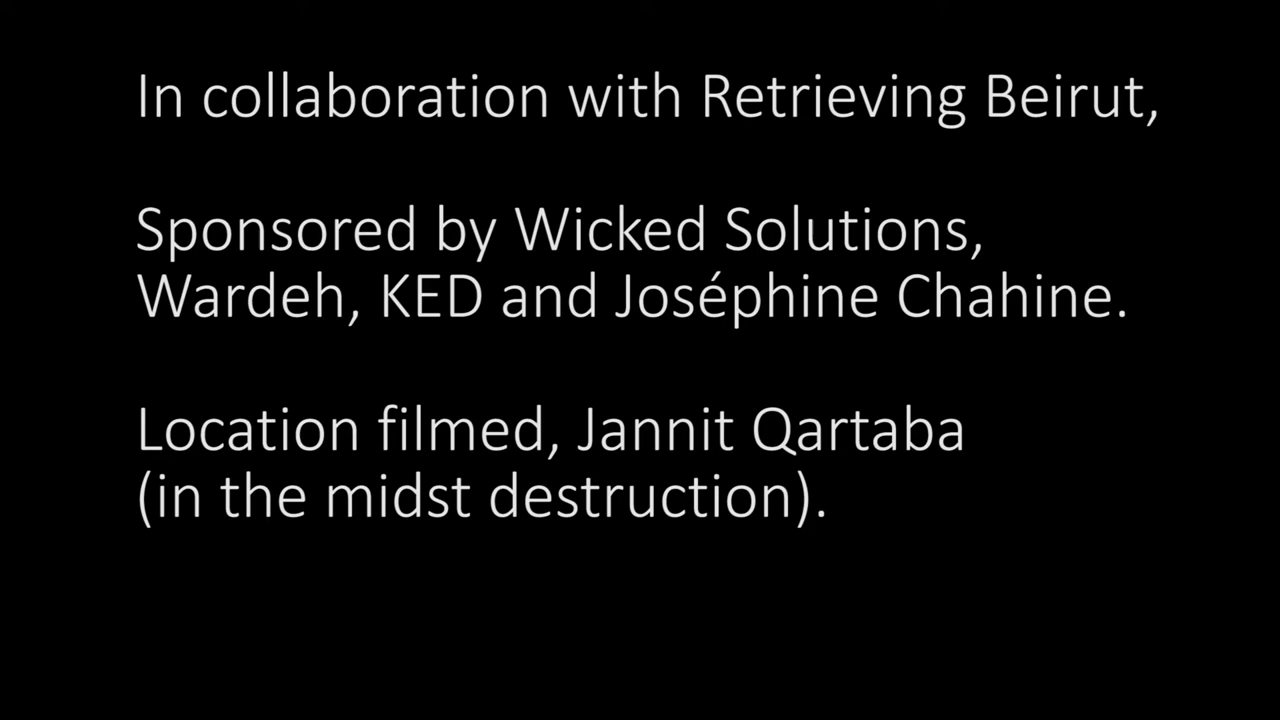 In collaboration with Retrieving Beirut,
Sponsored by Wicked Solutions,
Wardeh, KED and Joséphine Chahine.
Location filmed, Jannit Qartaba
(in the midst destruction).